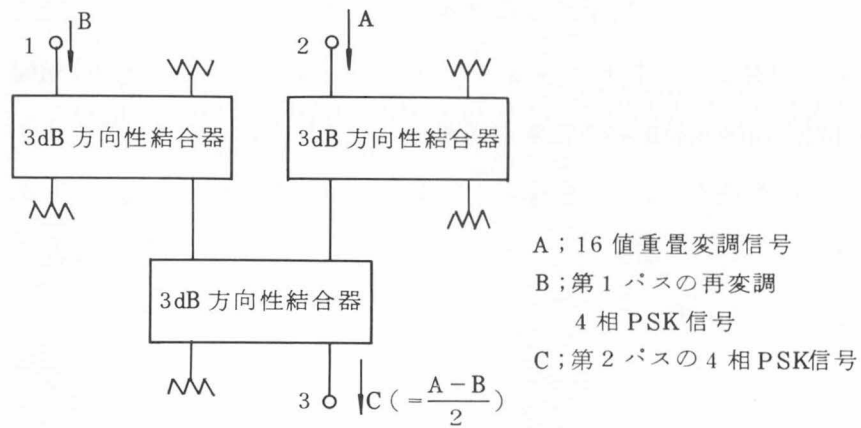 B
A
1
2
3dB 方向性結合器
3dB 方向性結合器
3dB 方向性結合器
A ; 16 値重畳変調信号
B ; 第 1 パスの再変調
4 相 PSK 信号
C ; 第 2 パスの 4 相 PSK信号
3
C ( = \frac{A − B}{2} )